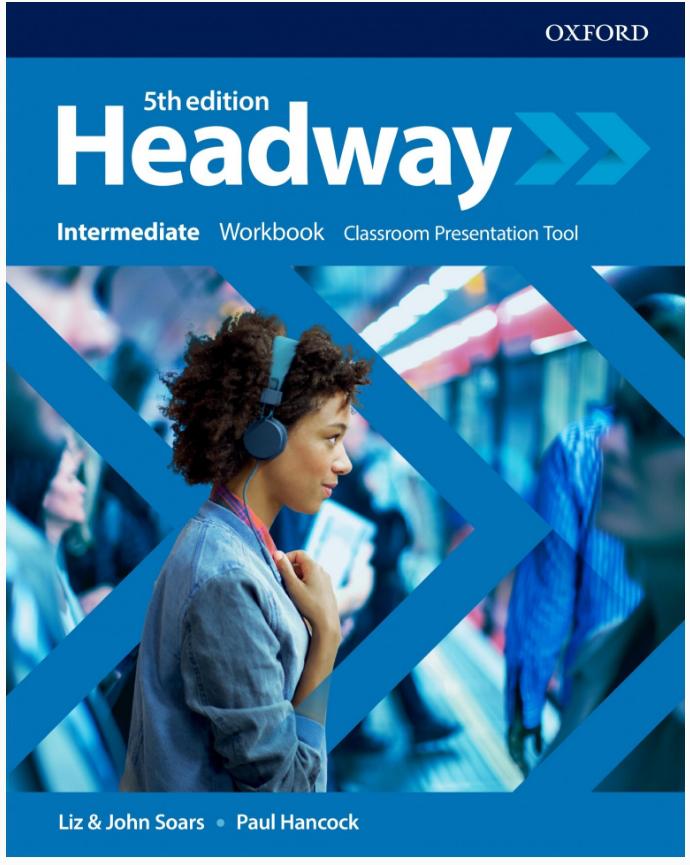 OXFORD
5th edition
Headway
Intermediate Workbook Classroom Presentation Tool
Liz & John Soars • Paul Hancock